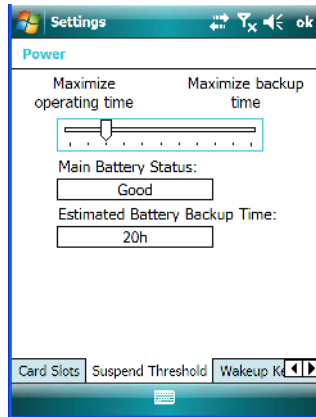 Settings
ok
Power
Maximize operating time
Maximize backup time
Main Battery Status:
Good
Estimated Battery Backup Time:
20h
Card Slots Suspend Threshold Wakeup